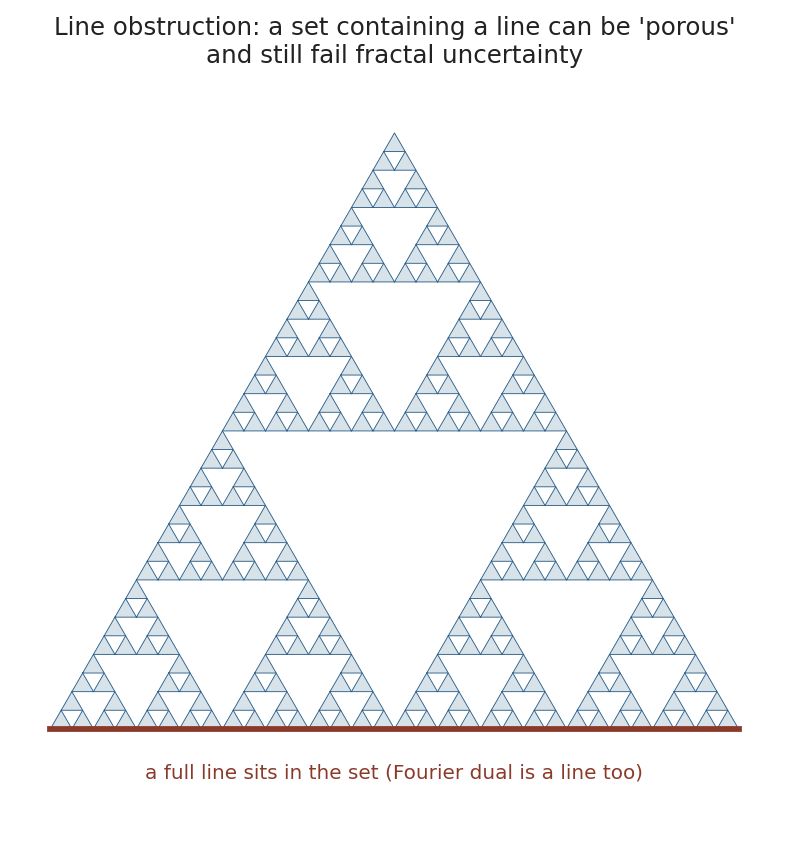 Line obstruction: a set containing a line can be 'porous'
and still fail fractal uncertainty
a full line sits in the set (Fourier dual is a line too)